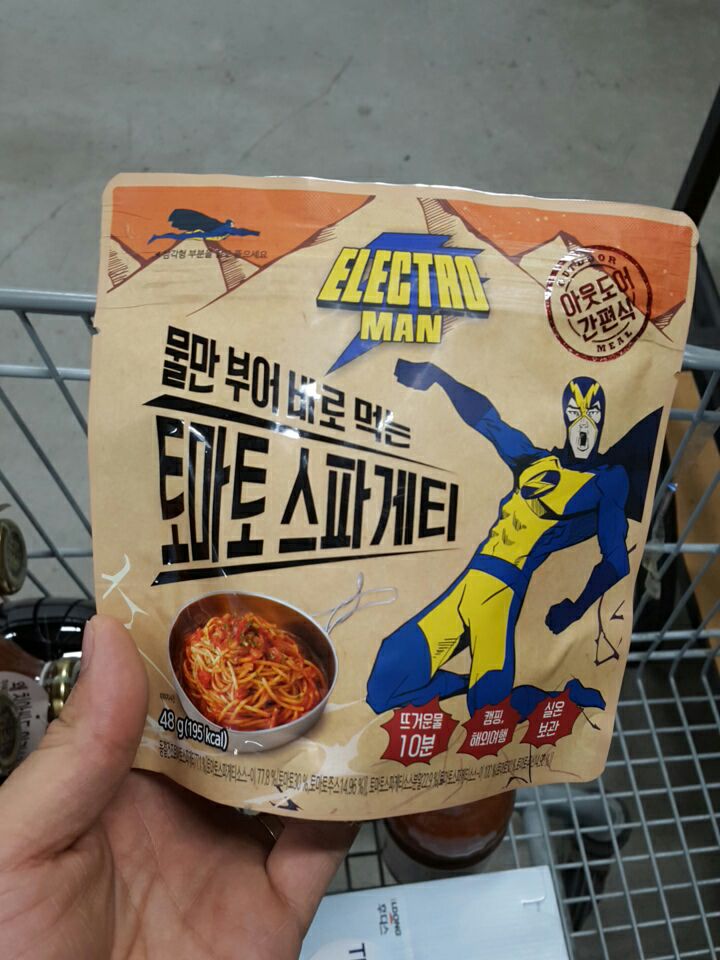 ELECTRO
MAN
OUTDOOR
아웃도어
간편식
MEAL
물만 부어 바로 먹는
토마토 스파게티
48 g(195 kcal)
뜨거운물
10분
캠핑,
해외여행
실온
보관